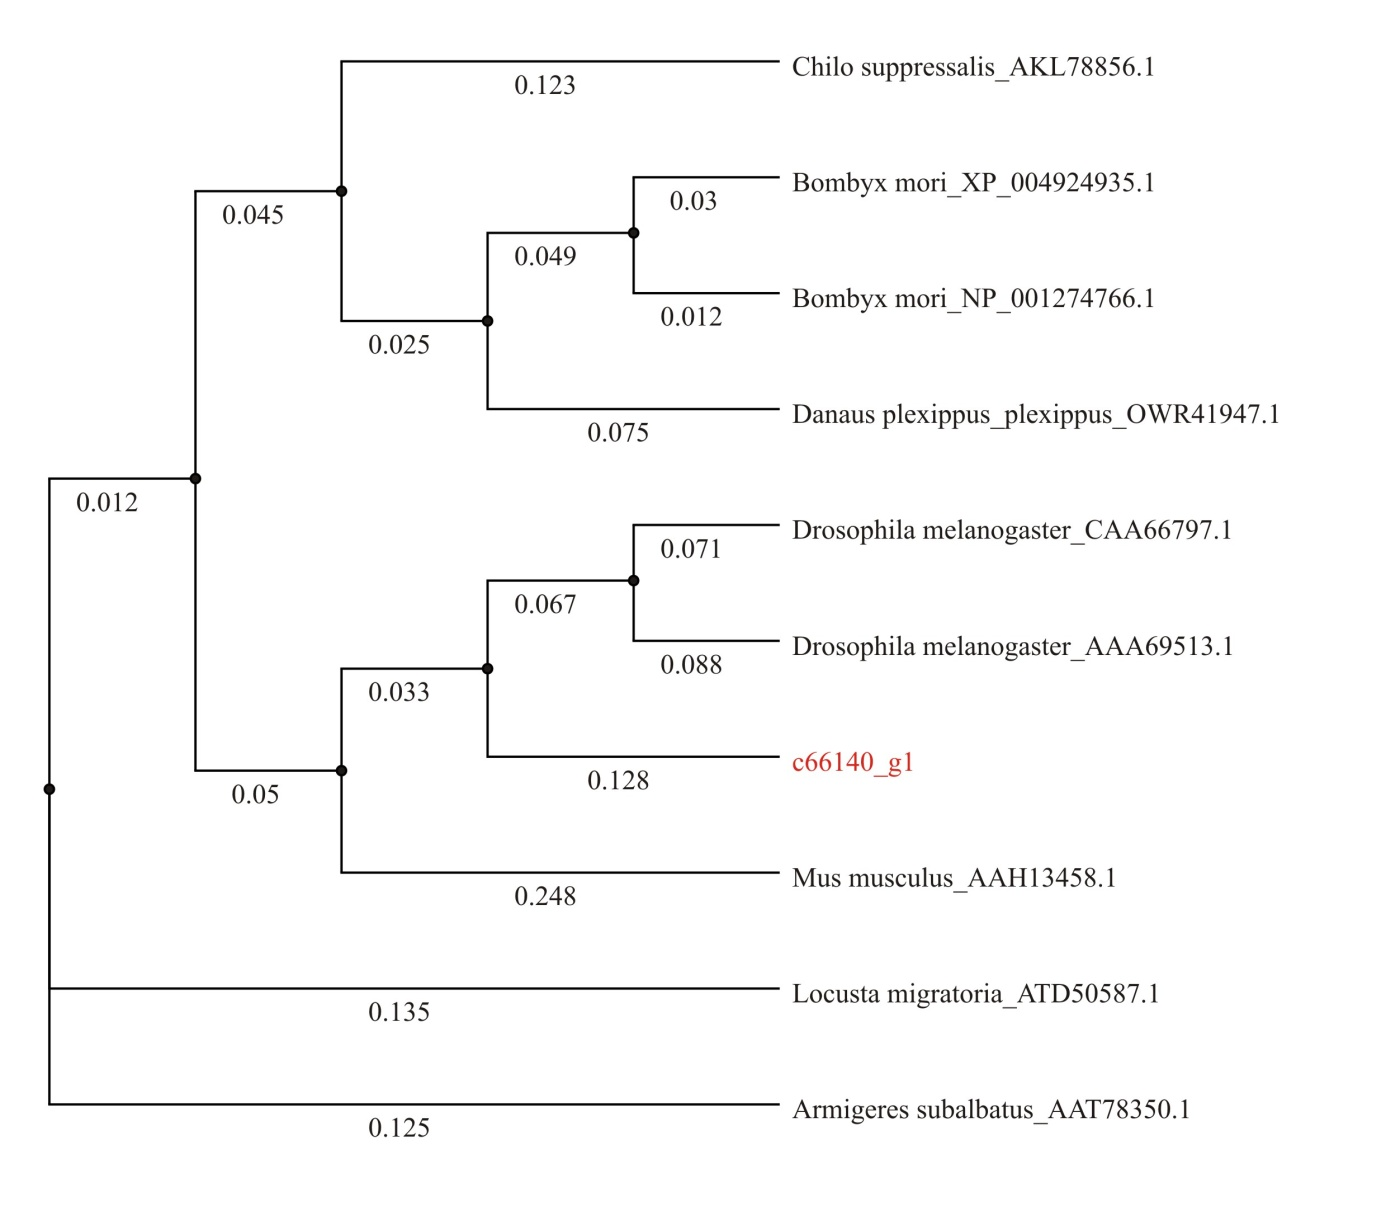 Chilo suppressalis_AKL78856.1
0.123
Bombyx mori_XP_004924935.1
0.03
0.045
0.049
Bombyx mori_NP_001274766.1
0.012
0.025
Danaus plexippus_plexippus_OWR41947.1
0.075
0.012
Drosophila melanogaster_CAA66797.1
0.071
0.067
Drosophila melanogaster_AAA69513.1
0.088
0.033
c66140_g1
0.128
0.05
Mus musculus_AAH13458.1
0.248
Locusta migratoria_ATD50587.1
0.135
Armigeres subalbatus_AAT78350.1
0.125